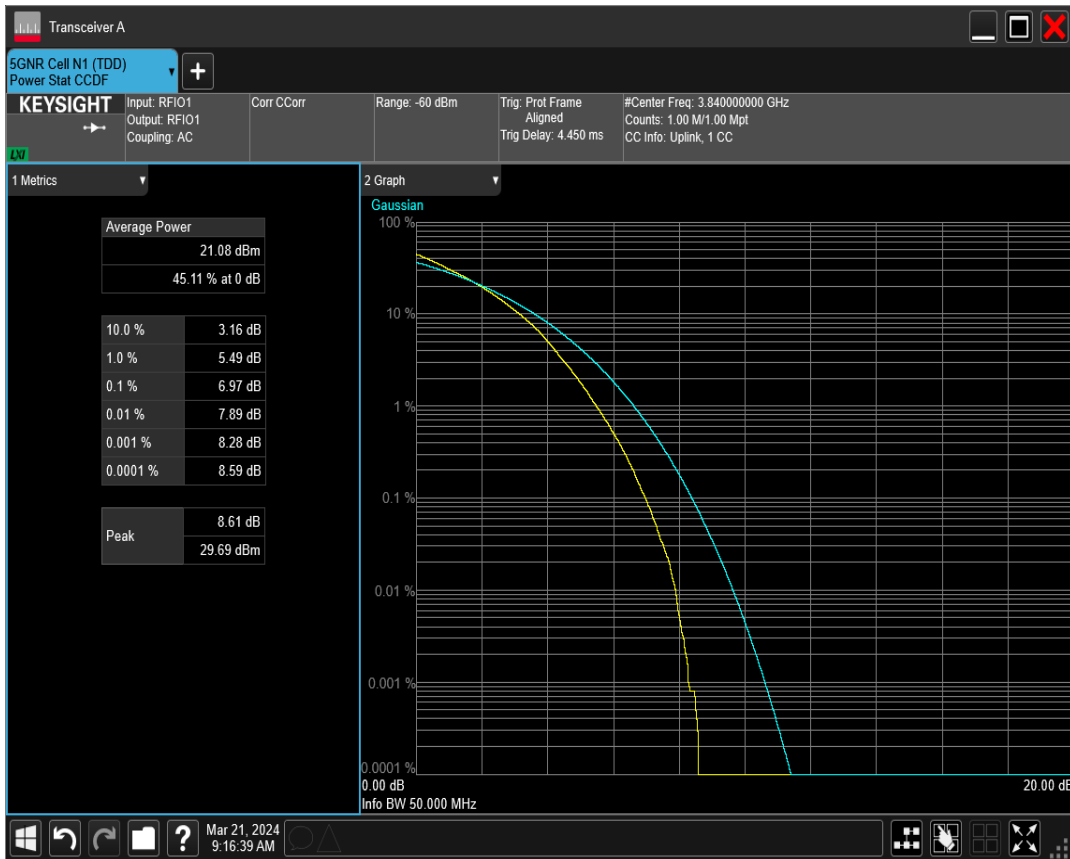 Transceiver A
5GNR Cell N1 (TDD)
Power Stat CCDF
+
KEYSIGHT
LXI
Input: RFIO1
Output: RFIO1
Coupling: AC
Corr CCorr
Range: -60 dBm
Trig: Prot Frame
Aligned
Trig Delay: 4.450 ms
#Center Freq: 3.840000000 GHz
Counts: 1.00 M/1.00 Mpt
CC Info: Uplink, 1 CC
1 Metrics
Average Power
21.08 dBm
45.11 % at 0 dB
10.0 % 3.16 dB
1.0 % 5.49 dB
0.1 % 6.97 dB
0.01 % 7.89 dB
0.001 % 8.28 dB
0.0001 % 8.59 dB
Peak
8.61 dB
29.69 dBm
2 Graph
Gaussian
100 %
10 %
1 %
0.1 %
0.01 %
0.001 %
0.0001 %
0.00 dB 20.00 dB
Info BW 50.000 MHz
?
Mar 21, 2024
9:16:39 AM